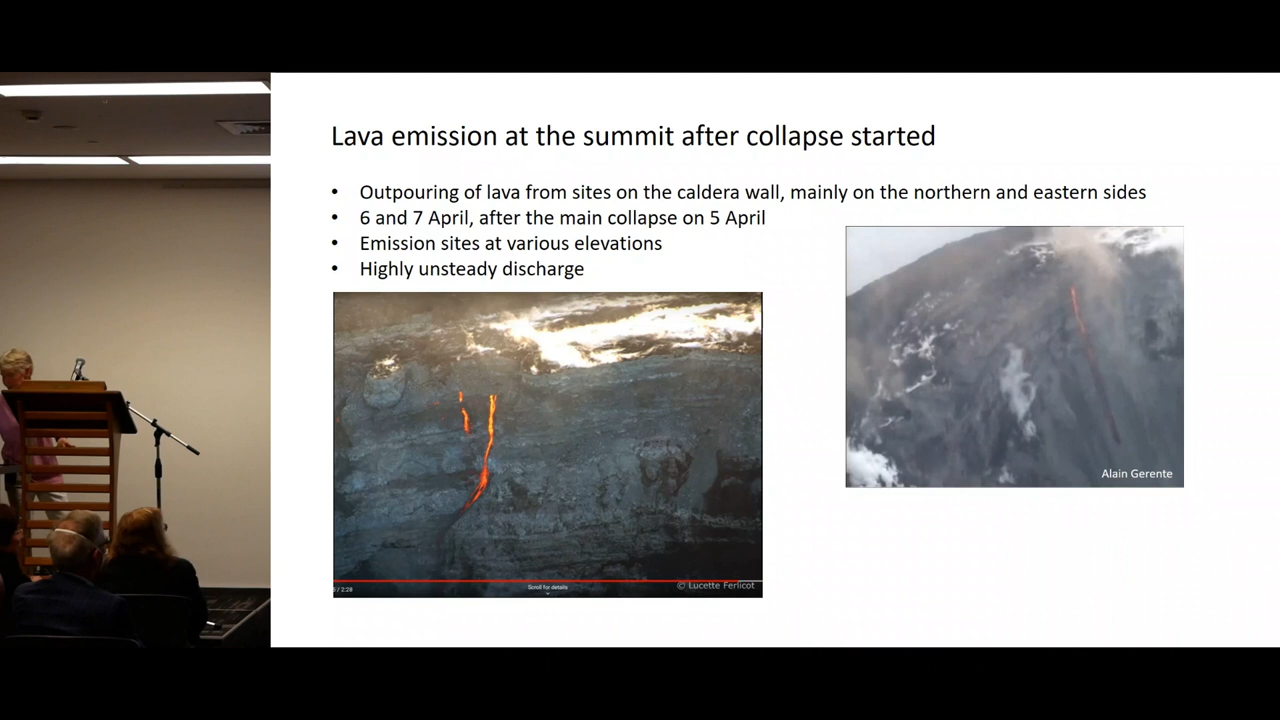 Lava emission at the summit after collapse started
• Outpouring of lava from sites on the caldera wall, mainly on the northern and eastern sides
• 6 and 7 April, after the main collapse on 5 April
• Emission sites at various elevations
• Highly unsteady discharge
Alain Gerente
Scroll for details
/ 2:28
© Lucette Ferlicot